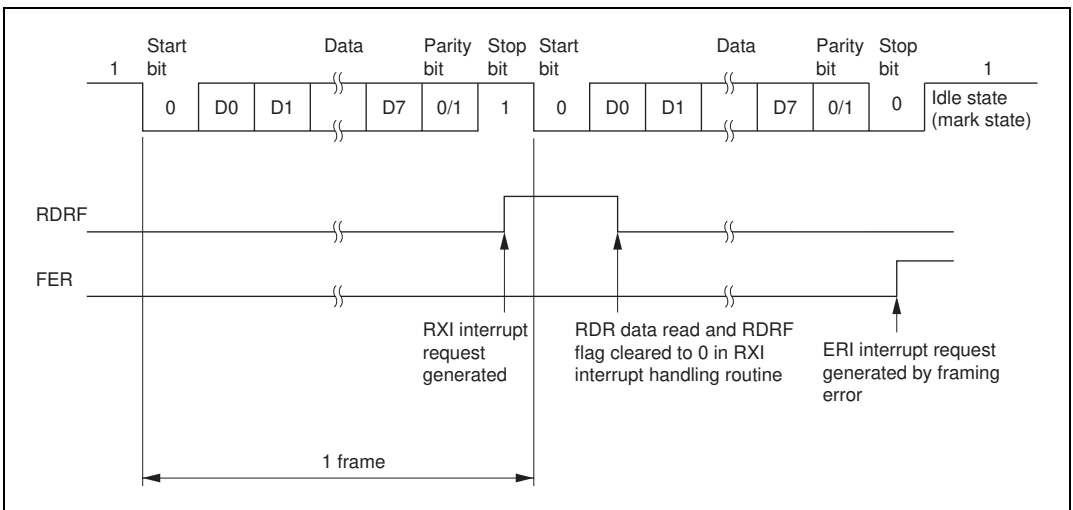 Start bit
Data
Parity bit
Stop bit
Start bit
Data
Parity bit
Stop bit
1
0
D0
D1
D7
0/1
1
0
D0
D1
D7
0/1
0
1
Idle state
(mark state)
RDRF
FER
RXI interrupt
request
generated
RDR data read and RDRF
flag cleared to 0 in RXI
interrupt handling routine
ERI interrupt request
generated by framing
error
1 frame